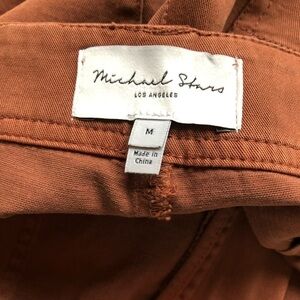 Michael Stars
LOS ANGELES
M
Made in
China